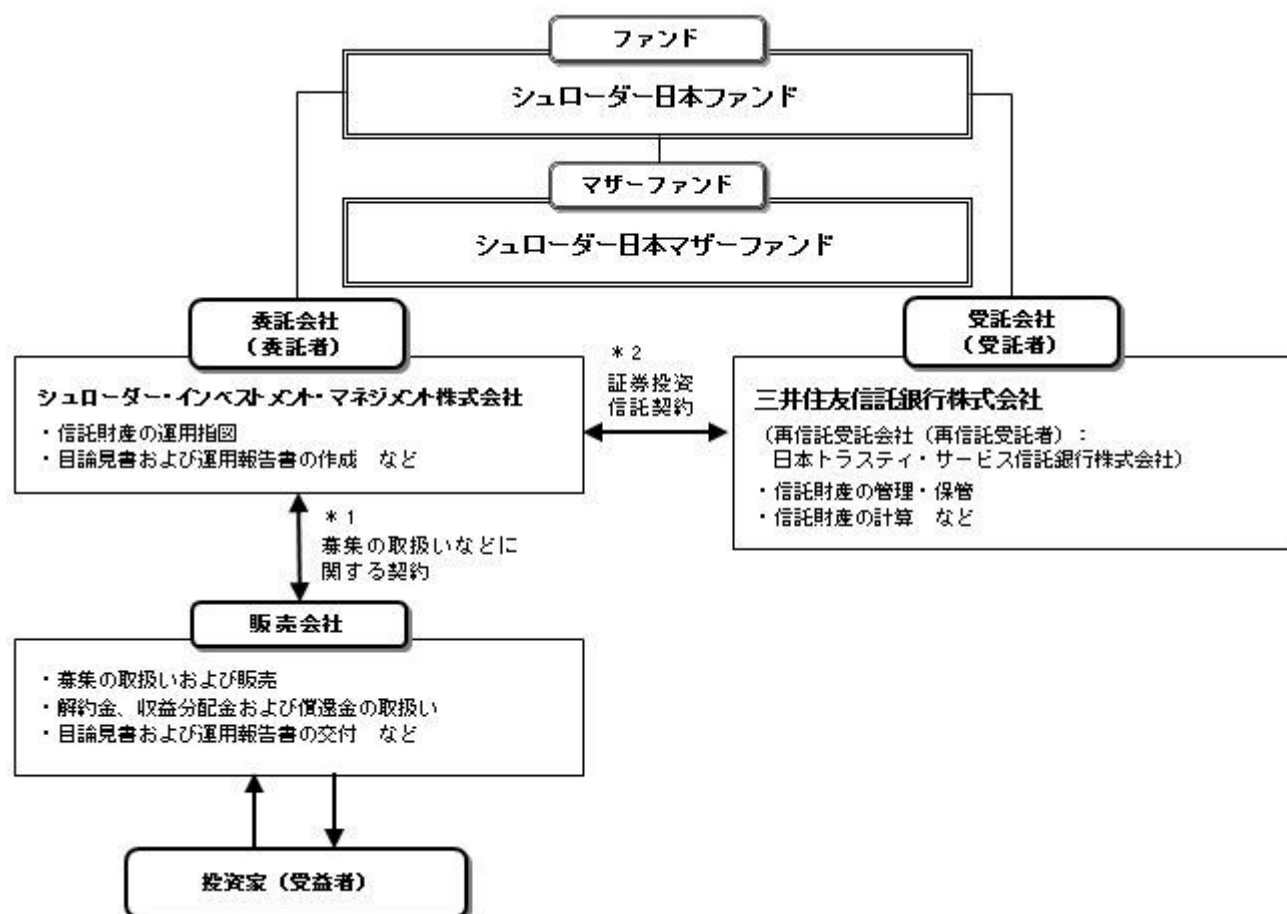 ファンド
シュローダー日本ファンド
マザーファンド
シュローダー日本マザーファンド
委託会社
(委託者)
シュローダー・インベストメント・マネジメント株式会社
・信託財産の運用指図
・目論見書および運用報告書の作成 など
*2
証券投資
信託契約
受託会社
(受託者)
三井住友信託銀行株式会社
(再信託受託会社(再信託受託者):
日本トラスティ・サービス信託銀行株式会社)
・信託財産の管理・保管
・信託財産の計算 など
*1
募集の取扱いなどに
関する契約
販売会社
・募集の取扱いおよび販売
・解約金、収益分配金および償還金の取扱い
・目論見書および運用報告書の交付 など
投資家(受益者)